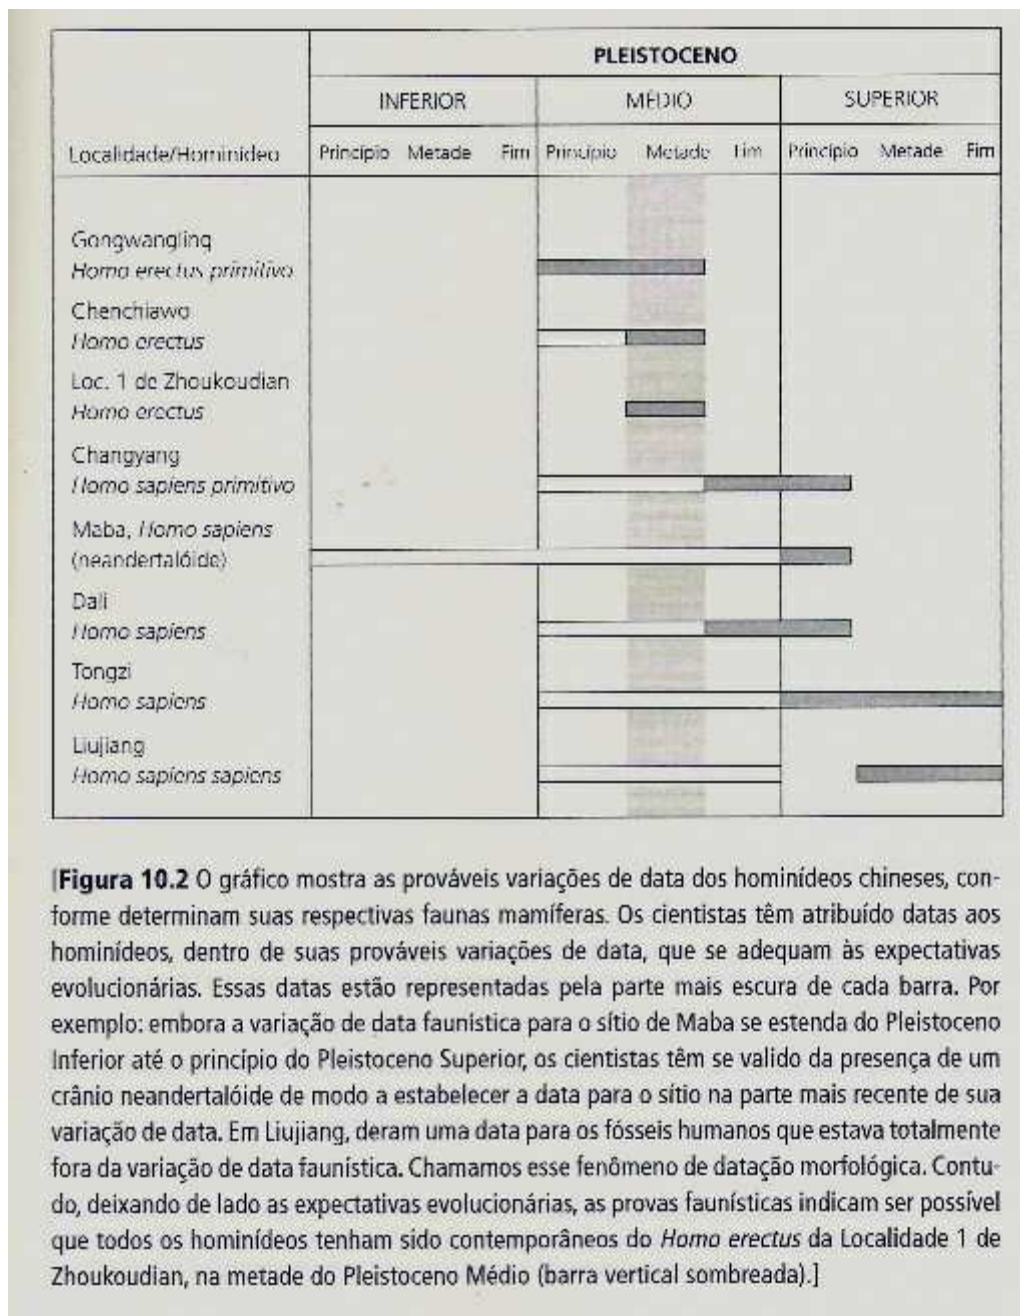 PLEISTOCENO
INFERIOR MÉDIO SUPERIOR
Localidade/Hominídeo Princípio Metade Fim Princípio Metade Fim Princípio Metade Fim
Gongwangling
Homo erectus primitivo
Chenchiawo
Homo erectus
Loc. 1 de Zhoukoudian
Homo erectus
Changyang
Homo sapiens primitivo
Maba, Homo sapiens
(neandertalóide)
Dali
Homo sapiens
Tongzi
Homo sapiens
Liujiang
Homo sapiens sapiens
[Figura 10.2 O gráfico mostra as prováveis variações de data dos hominídeos chineses, con-
forme determinam suas respectivas faunas mamíferas. Os cientistas têm atribuído datas aos
hominídeos, dentro de suas prováveis variações de data, que se adequam às expectativas
evolucionárias. Essas datas estão representadas pela parte mais escura de cada barra. Por
exemplo: embora a variação de data faunística para o sítio de Maba se estenda do Pleistoceno
Inferior até o princípio do Pleistoceno Superior, os cientistas têm se valido da presença de um
crânio neandertalóide de modo a estabelecer a data para o sítio na parte mais recente de sua
variação de data. Em Liujiang, deram uma data para os fósseis humanos que estava totalmente
fora da variação de data faunística. Chamamos esse fenômeno de datação morfológica. Contu-
do, deixando de lado as expectativas evolucionárias, as provas faunísticas indicam ser possível
que todos os hominídeos tenham sido contemporâneos do Homo erectus da Localidade 1 de
Zhoukoudian, na metade do Pleistoceno Médio (barra vertical sombreada).]